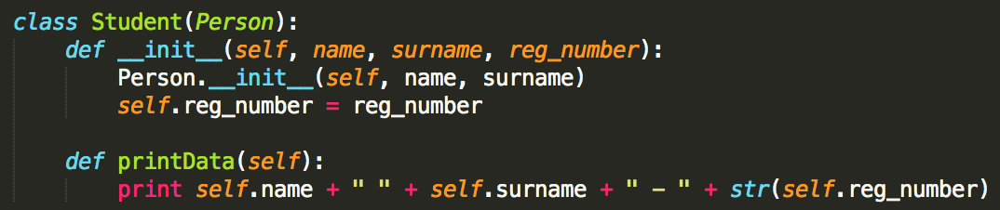 class Student(Person):
    def __init__(self, name, surname, reg_number):
        Person.__init__(self, name, surname)
        self.reg_number = reg_number

    def printData(self):
        print self.name + " " + self.surname + " - " + str(self.reg_number)